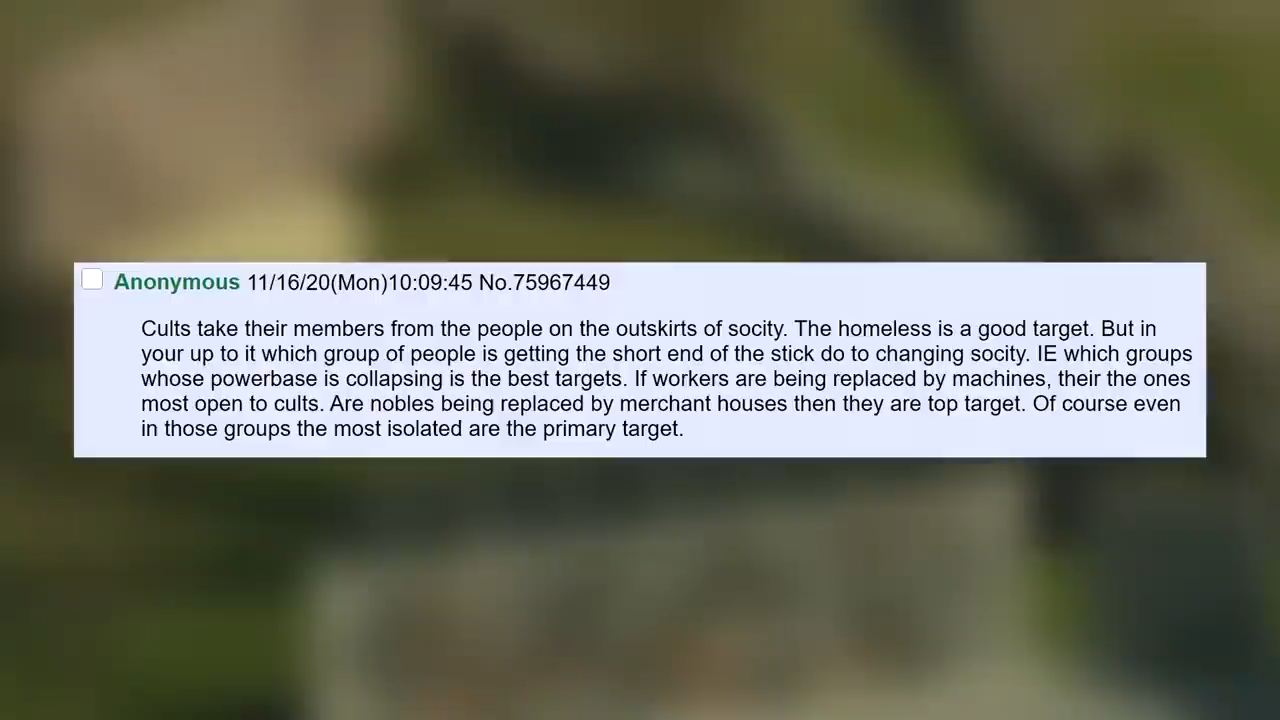 Anonymous 11/16/20(Mon)10:09:45 No.75967449
Cults take their members from the people on the outskirts of socity. The homeless is a good target. But in
your up to it which group of people is getting the short end of the stick do to changing socity. IE which groups
whose powerbase is collapsing is the best targets. If workers are being replaced by machines, their the ones
most open to cults. Are nobles being replaced by merchant houses then they are top target. Of course even
in those groups the most isolated are the primary target.